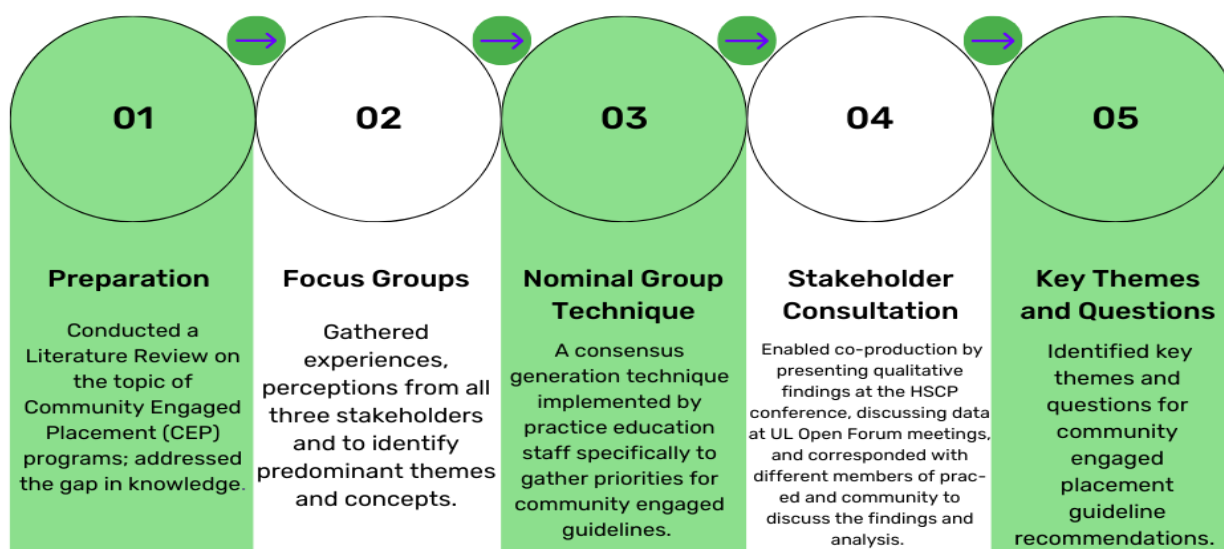 01
02
03
04
05
Preparation
Conducted a
Literature Review on
the topic of
Community Engaged
Placement (CEP)
programs; addressed
the gap in knowledge.
Focus Groups
Gathered
experiences,
perceptions from all
three stakeholders
and to identify
predominant themes
and concepts.
Nominal Group
Technique
A consensus
generation technique
implemented by
practice education
staff specifically to
gather priorities for
community engaged
guidelines.
Stakeholder
Consultation
Enabled co-production by
presenting qualitative
findings at the HSCP
conference, discussing data
at UL Open Forum meetings,
and corresponded with
different members of prac-
ed and community to
discuss the findings and
analysis.
Key Themes
and Questions
Identified key
themes and
questions for
community
engaged
placement
guideline
recommendations.